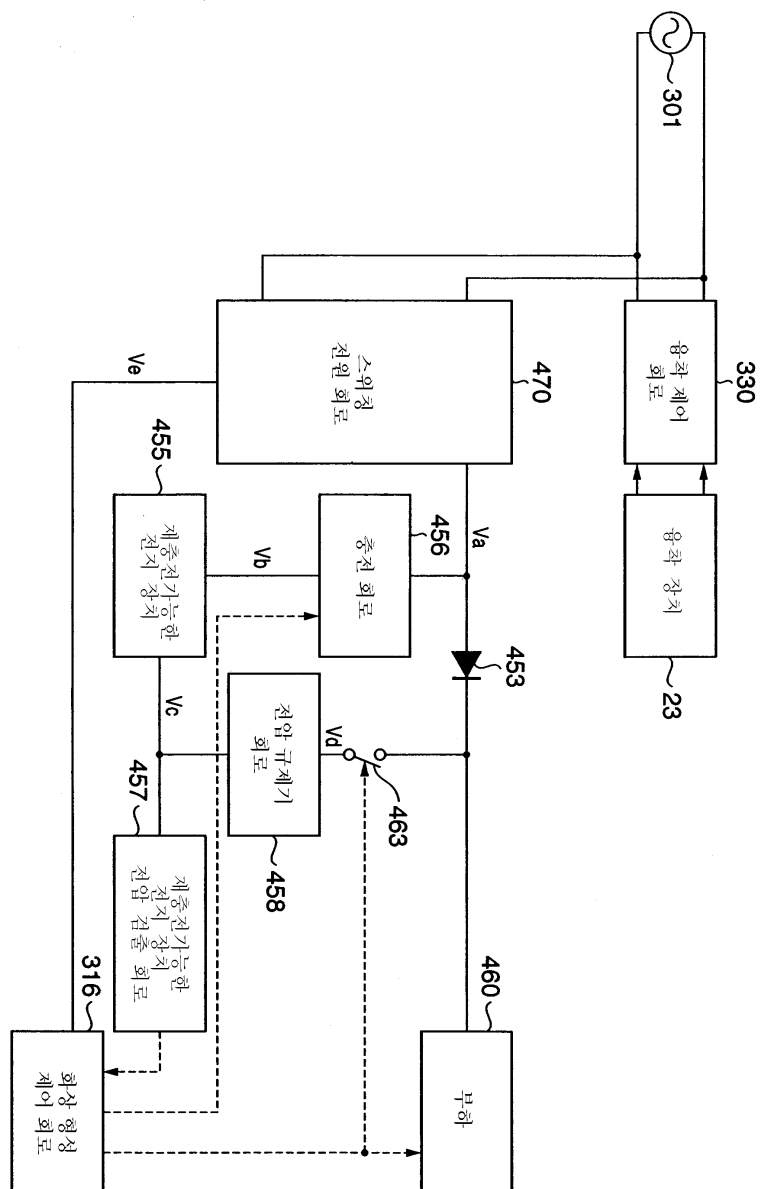 301
330
융착 제어
회로
융착 장치
23
470
스위칭
전원 회로
Va
Ve
453
456
충전 회로
Vb
455
재충전가능한
전지 장치
Vc
463
Vd
전압 규제기
회로
458
457
재충전가능한
전지 장치
전압 검출 회로
460
부하
316
화상 형성
제어 회로